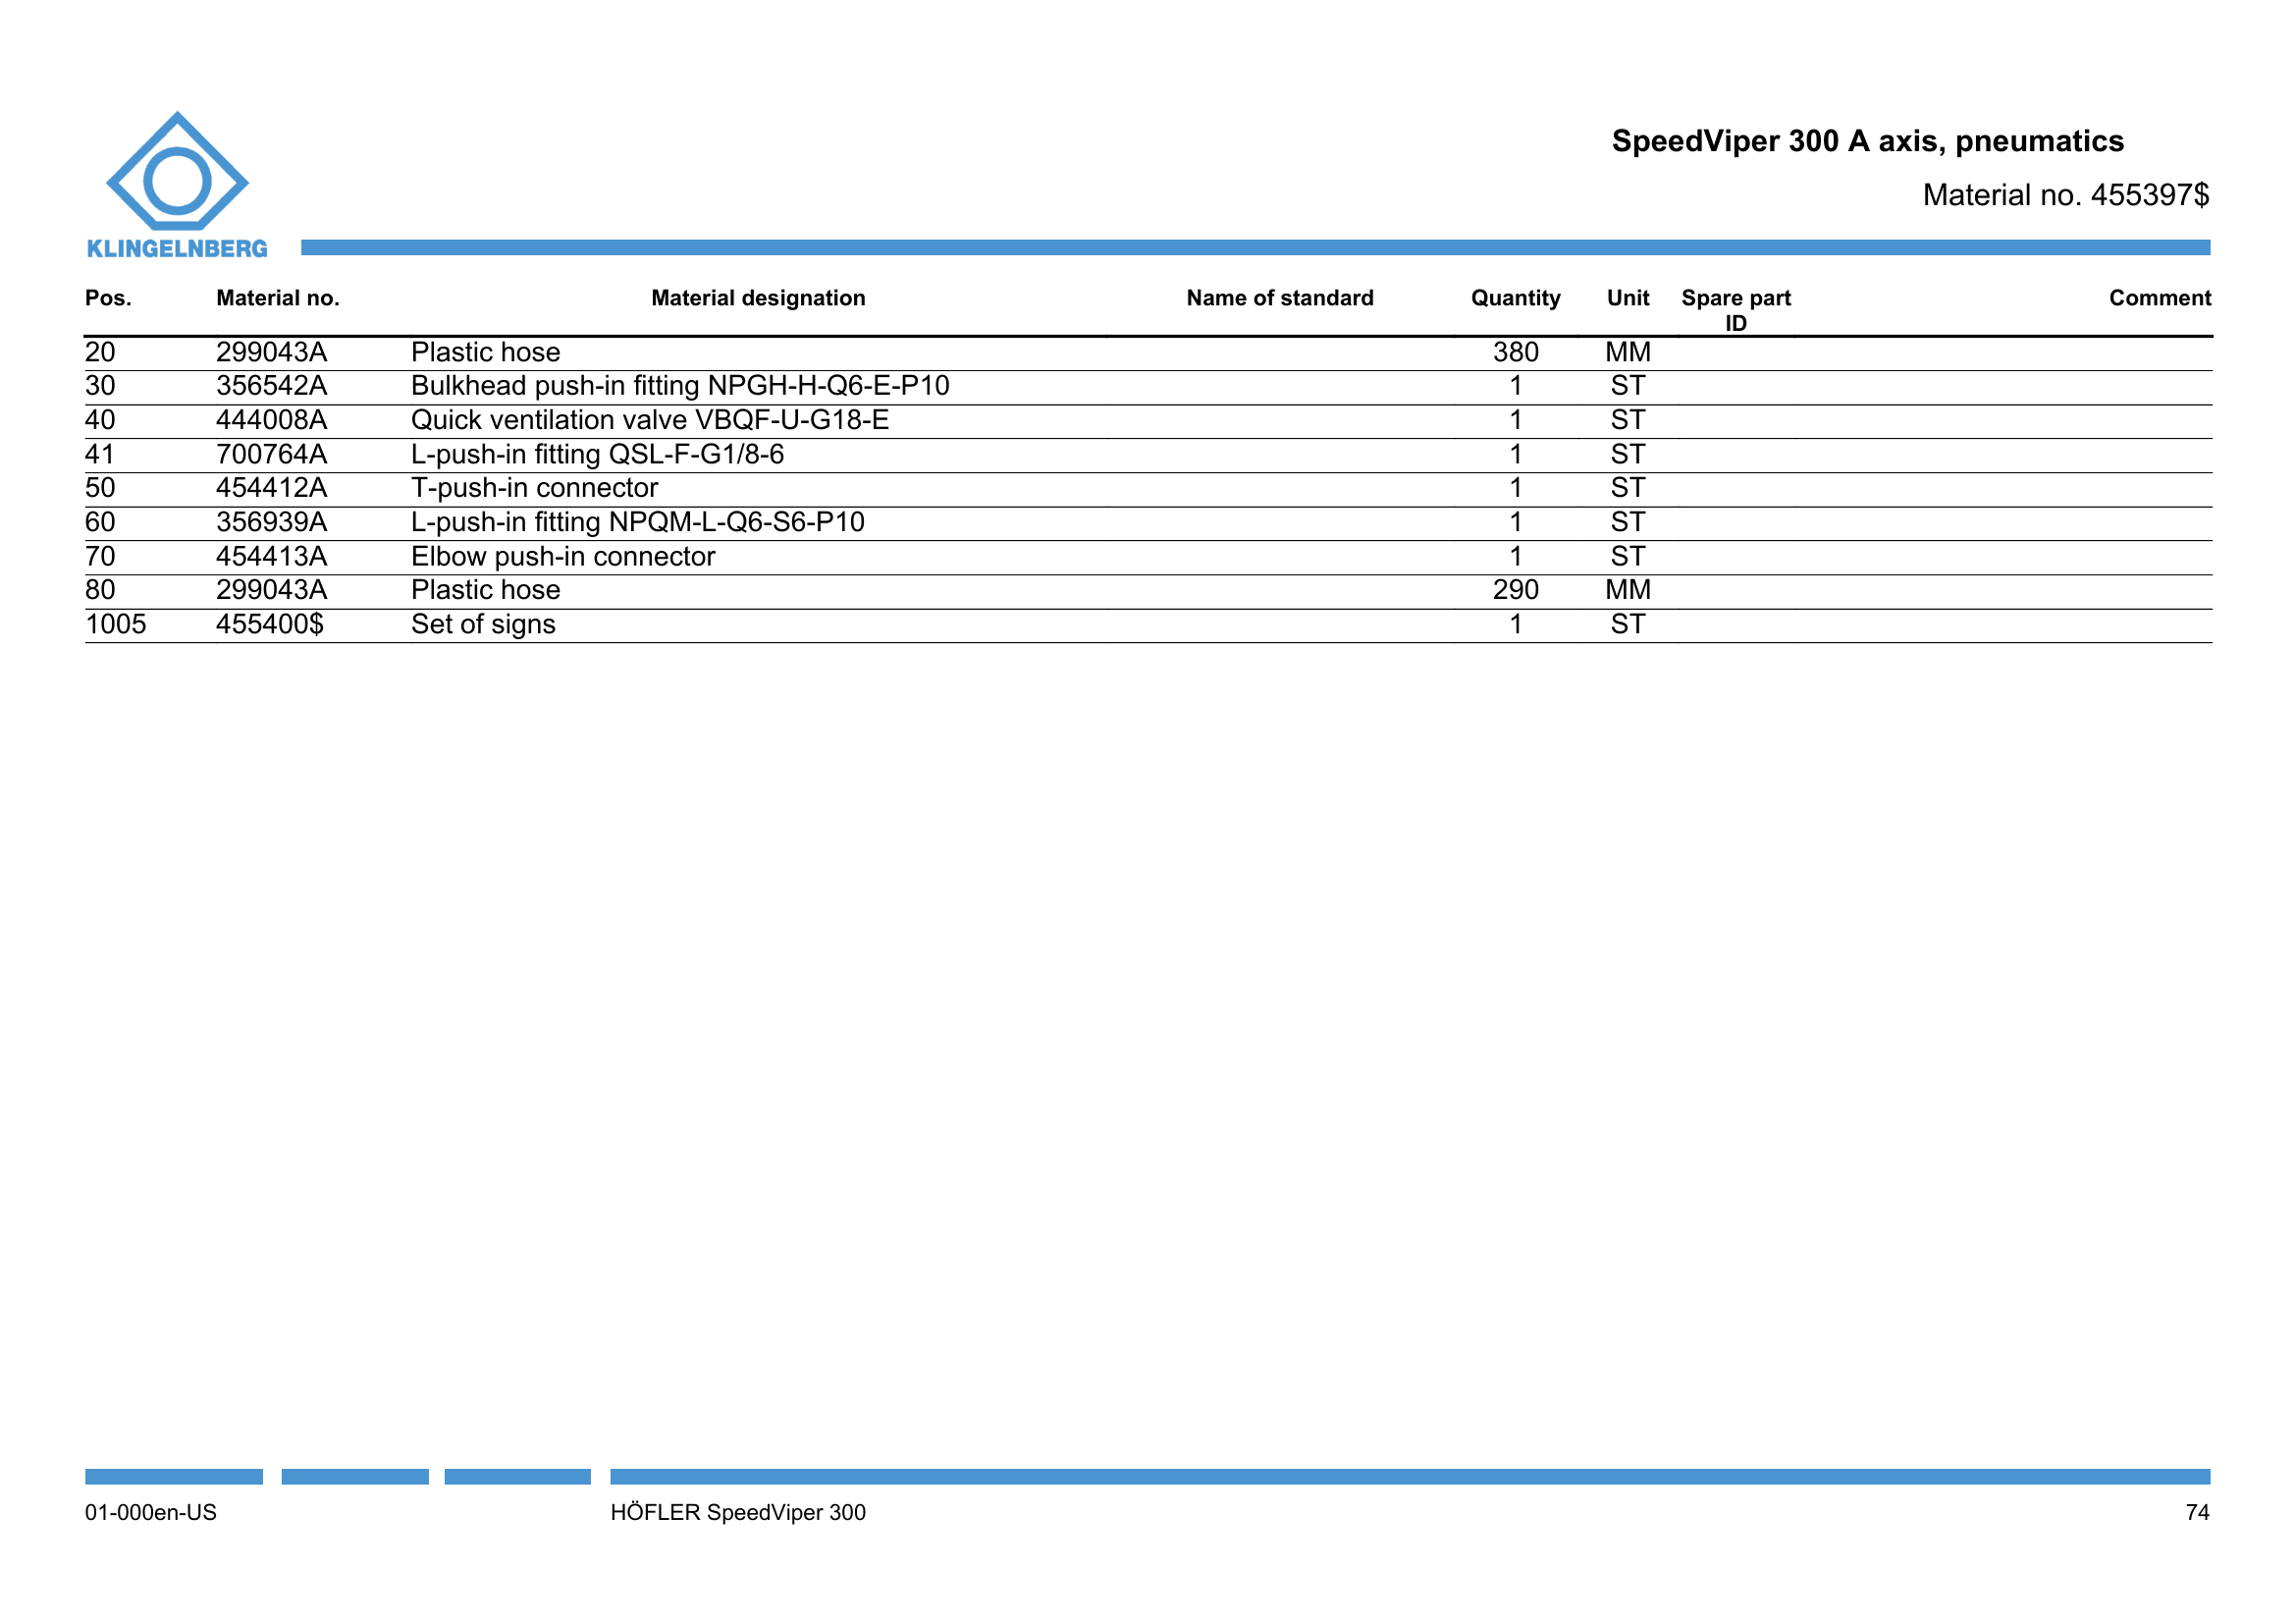 SpeedViper 300 A axis, pneumatics
Material no. 455397$
KLINGELNBERG
Pos. Material no. Material designation Name of standard Quantity Unit Spare part ID Comment
20 299043A Plastic hose 380 MM
30 356542A Bulkhead push-in fitting NPGH-H-Q6-E-P10 1 ST
40 444008A Quick ventilation valve VBQF-U-G18-E 1 ST
41 700764A L-push-in fitting QSL-F-G1/8-6 1 ST
50 454412A T-push-in connector 1 ST
60 356939A L-push-in fitting NPQM-L-Q6-S6-P10 1 ST
70 454413A Elbow push-in connector 1 ST
80 299043A Plastic hose 290 MM
1005 455400$ Set of signs 1 ST
01-000en-US HÖFLER SpeedViper 300 74